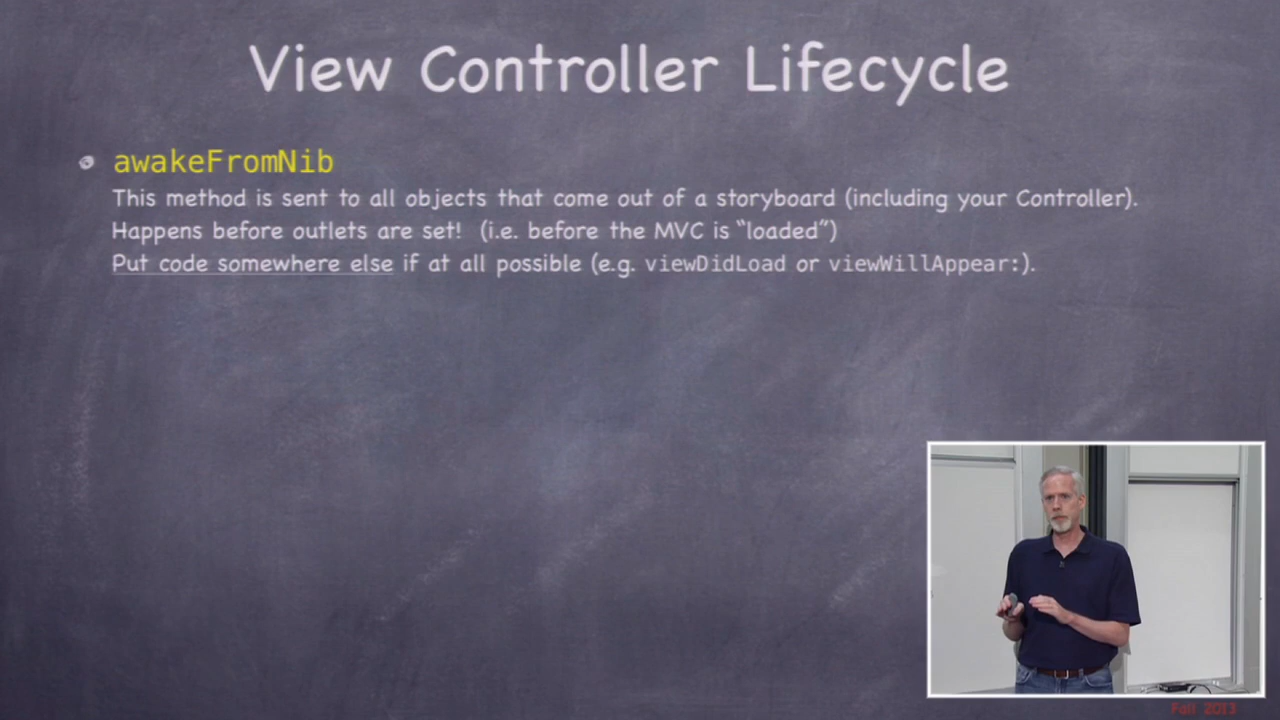 View Controller Lifecycle
awakeFromNib
This method is sent to all objects that come out of a storyboard (including your Controller).
Happens before outlets are set! (i.e. before the MVC is “loaded”)
Put code somewhere else if at all possible (e.g. viewDidLoad or viewWillAppear:).
Fall 2013